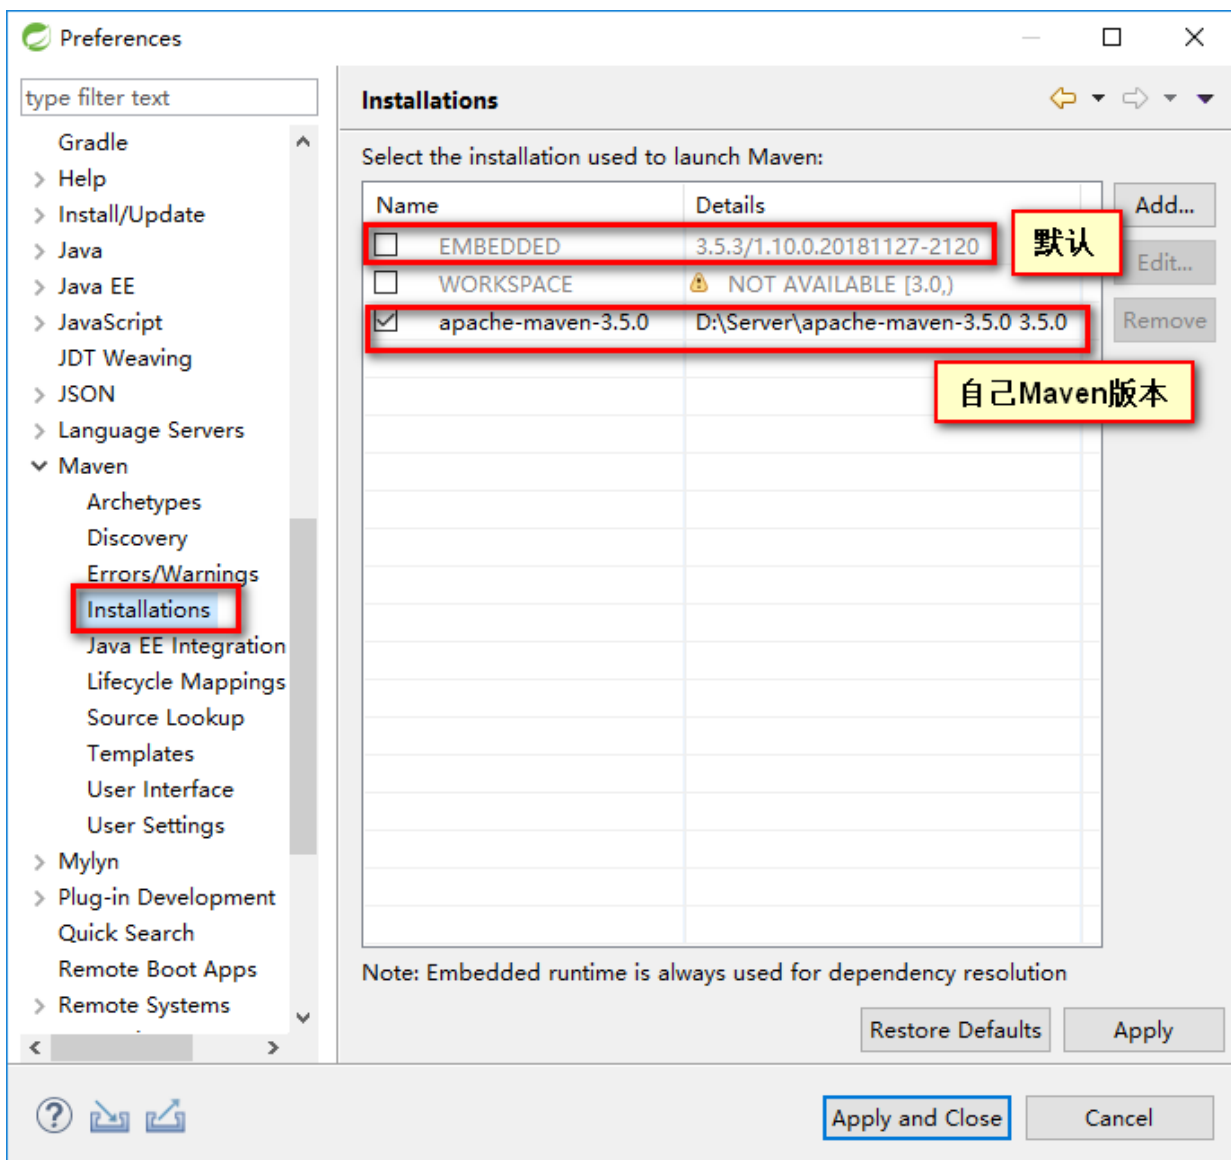 Preferences
type filter text
Gradle
Help
Install/Update
Java
Java EE
JavaScript
JDT Weaving
JSON
Language Servers
Maven
Archetypes
Discovery
Errors/Warnings
Installations
Java EE Integration
Lifecycle Mappings
Source Lookup
Templates
User Interface
User Settings
Mylyn
Plug-in Development
Quick Search
Remote Boot Apps
Remote Systems
Installations
Select the installation used to launch Maven:
Name Details
EMBEDDED 3.5.3/1.10.0.20181127-2120
WORKSPACE NOT AVAILABLE [3.0,)
apache-maven-3.5.0 D:\Server\apache-maven-3.5.0 3.5.0
默认
自己Maven版本
Add...
Edit...
Remove
Note: Embedded runtime is always used for dependency resolution
Restore Defaults Apply
Apply and Close Cancel